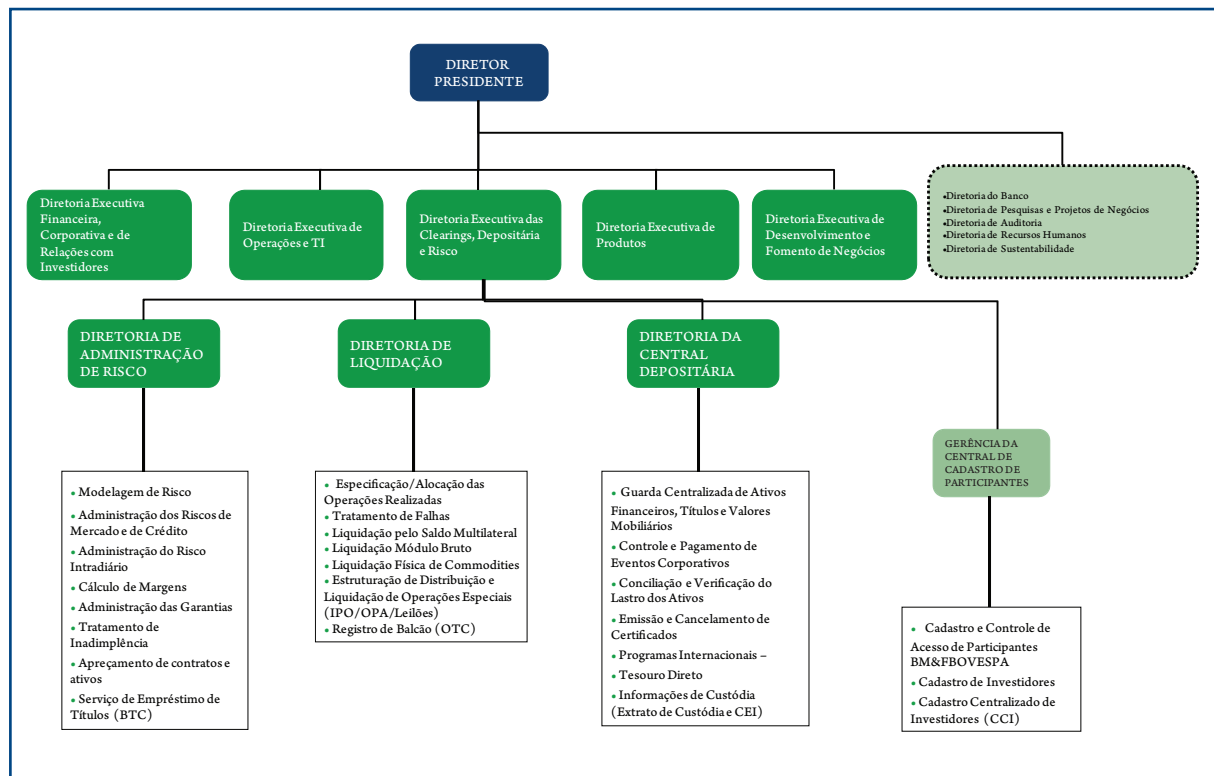 DIRETOR
PRESIDENTE
Diretoria Executiva
Financeira,
Corporativa e de
Relações com
Investidores
Diretoria Executiva de
Operações e TI
Diretoria Executiva das
Clearings, Depositária
e Risco
Diretoria Executiva de
Produtos
Diretoria Executiva de
Desenvolvimento e
Fomento de Negócios
•Diretoria do Banco
•Diretoria de Pesquisas e Projetos de Negócios
•Diretoria de Auditoria
•Diretoria de Recursos Humanos
•Diretoria de Sustentabilidade
DIRETORIA DE
ADMINISTRAÇÃO
DE RISCO
DIRETORIA DE
LIQUIDAÇÃO
DIRETORIA DA
CENTRAL
DEPOSITÁRIA
GERÊNCIA DA
CENTRAL DE
CADASTRO DE
PARTICIPANTES
• Modelagem de Risco
• Administração dos Riscos de
Mercado e de Crédito
• Administração do Risco
Intradiário
• Cálculo de Margens
• Administração das Garantias
• Tratamento de
Inadimplência
• Apreçamento de contratos e
ativos
• Serviço de Empréstimo de
Títulos (BTC)
• Especificação/Alocação das
Operações Realizadas
• Tratamento de Falhas
• Liquidação pelo Saldo Multilateral
• Liquidação Módulo Bruto
• Liquidação Física de Commodities
• Estruturação de Distribuição e
Liquidação de Operações Especiais
(IPO/OPA/Leilões)
• Registro de Balcão (OTC)
• Guarda Centralizada de Ativos
Financeiros, Títulos e Valores
Mobiliários
• Controle e Pagamento de
Eventos Corporativos
• Conciliação e Verificação do
Lastro dos Ativos
• Emissão e Cancelamento de
Certificados
• Programas Internacionais –
• Tesouro Direto
• Informações de Custódia
(Extrato de Custódia e CEI)
• Cadastro e Controle de
Acesso de Participantes
BM&FBOVESPA
• Cadastro de Investidores
• Cadastro Centralizado de
Investidores (CCI)